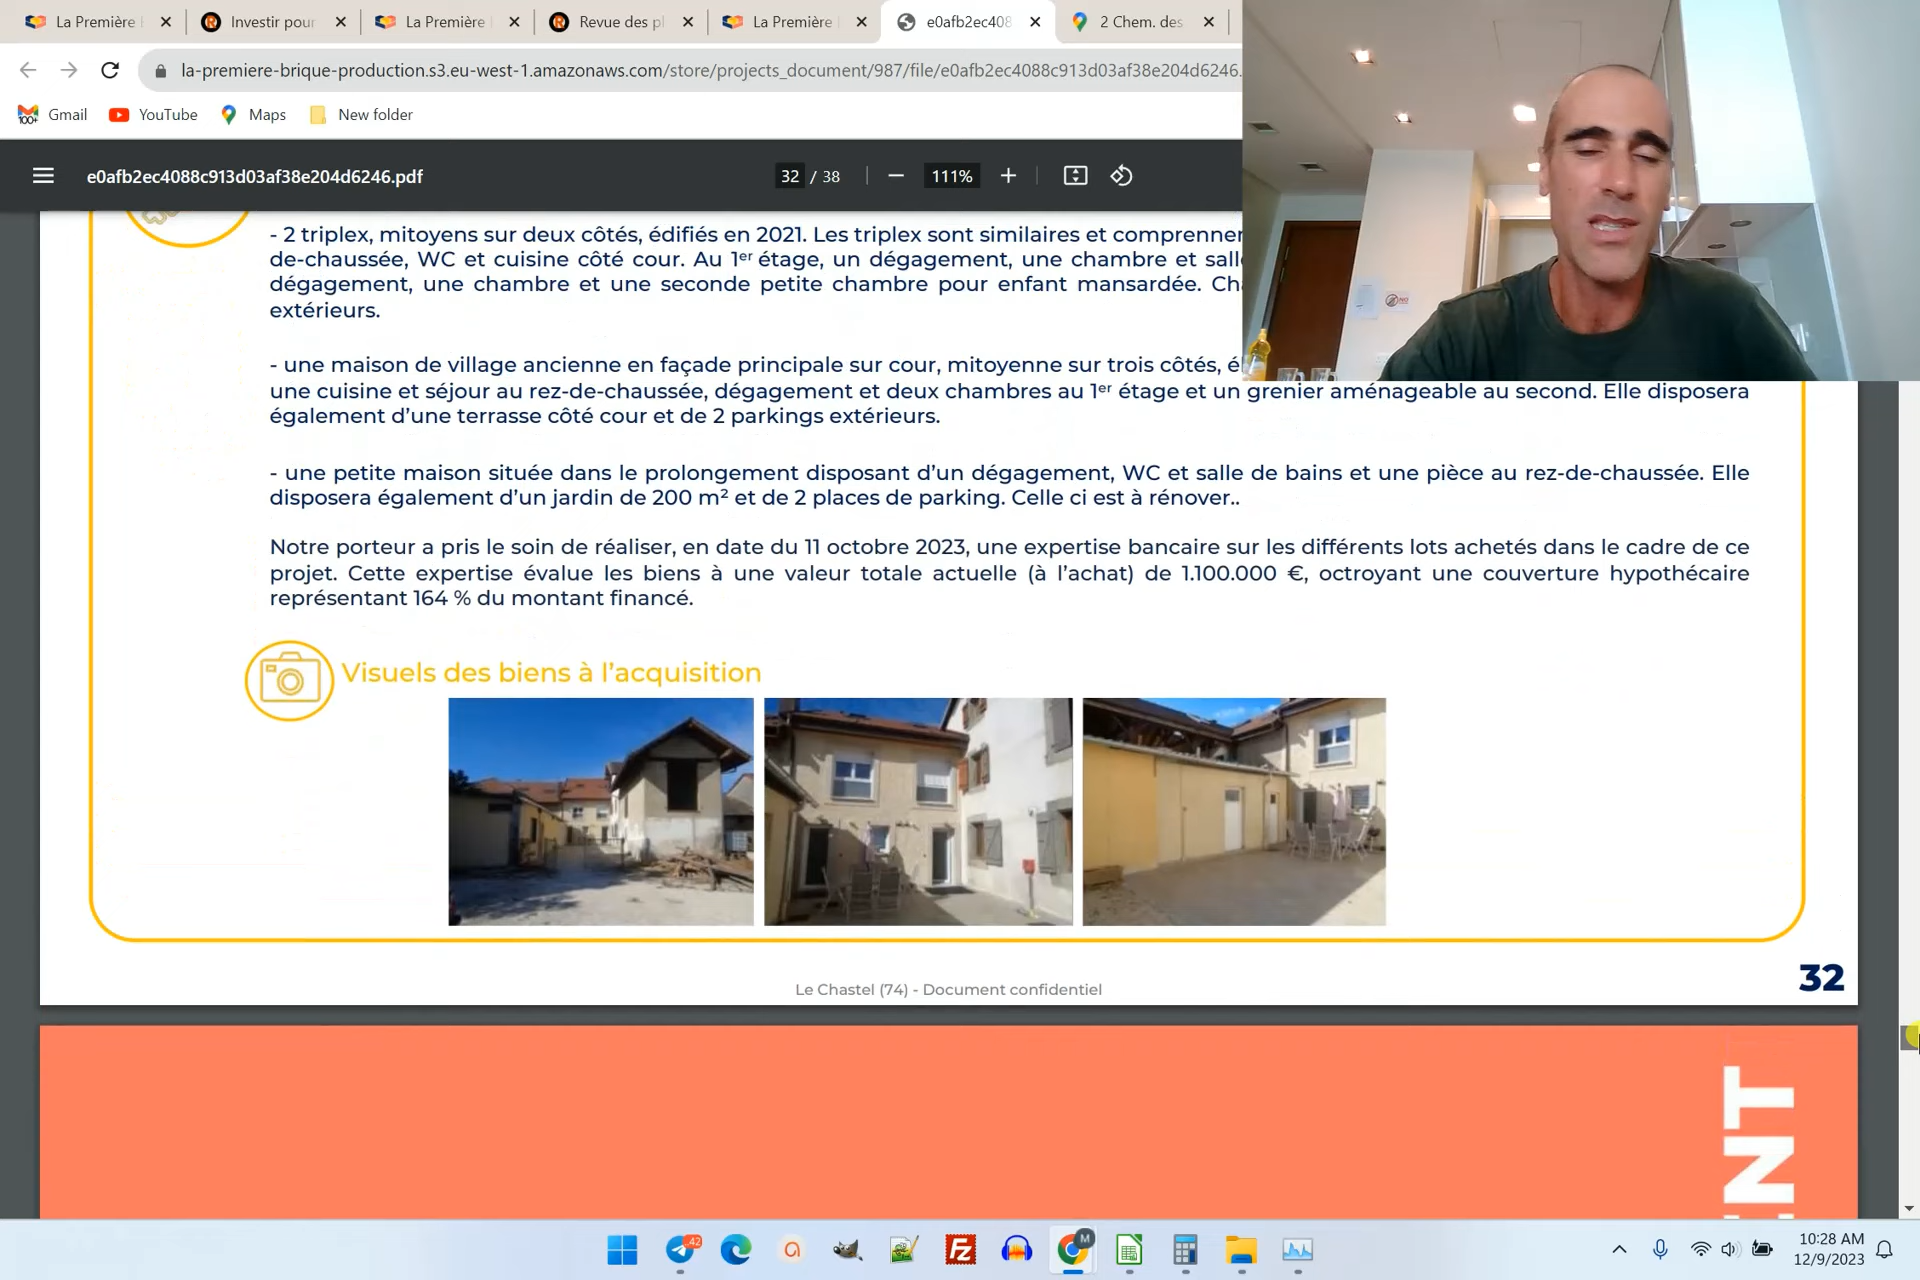 La Première
Investir pour
La Première
Revue des pl
La Première
e0afb2ec408
2 Chem. des
la-premiere-brique-production.s3.eu-west-1.amazonaws.com/store/projects_document/987/file/e0afb2ec4088c913d03af38e204d6246.
Gmail
YouTube
Maps
New folder
e0afb2ec4088c913d03af38e204d6246.pdf
32 / 38
111%
- 2 triplex, mitoyens sur deux côtés, édifiés en 2021. Les triplex sont similaires et comprenner
de-chaussée, WC et cuisine côté cour. Au 1er étage, un dégagement, une chambre et sall
dégagement, une chambre et une seconde petite chambre pour enfant mansardée. Ch
extérieurs.
- une maison de village ancienne en façade principale sur cour, mitoyenne sur trois côtés, é
une cuisine et séjour au rez-de-chaussée, dégagement et deux chambres au 1er étage et un grenier aménageable au second. Elle disposera
également d'une terrasse côté cour et de 2 parkings extérieurs.
- une petite maison située dans le prolongement disposant d'un dégagement, WC et salle de bains et une pièce au rez-de-chaussée. Elle
disposera également d'un jardin de 200 m² et de 2 places de parking. Celle ci est à rénover..
Notre porteur a pris le soin de réaliser, en date du 11 octobre 2023, une expertise bancaire sur les différents lots achetés dans le cadre de ce
projet. Cette expertise évalue les biens à une valeur totale actuelle (à l'achat) de 1.100.000 €, octroyant une couverture hypothécaire
représentant 164 % du montant financé.
Visuels des biens à l'acquisition
Le Chastel (74) - Document confidentiel
32
ENT
42
M
10:28 AM
12/9/2023